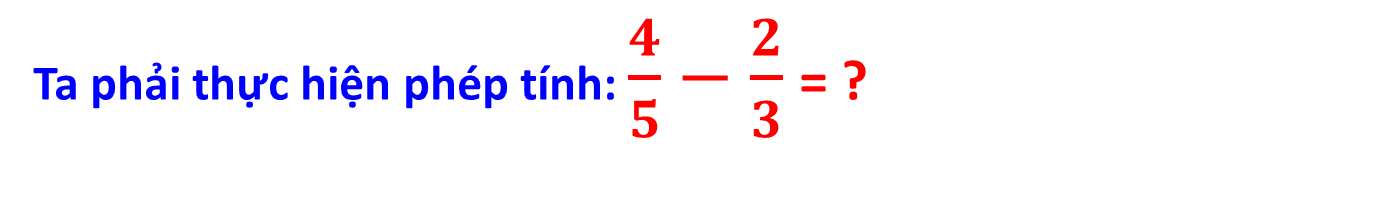 Ta phải thực hiện phép tính: 4/5 − 2/3 = ?